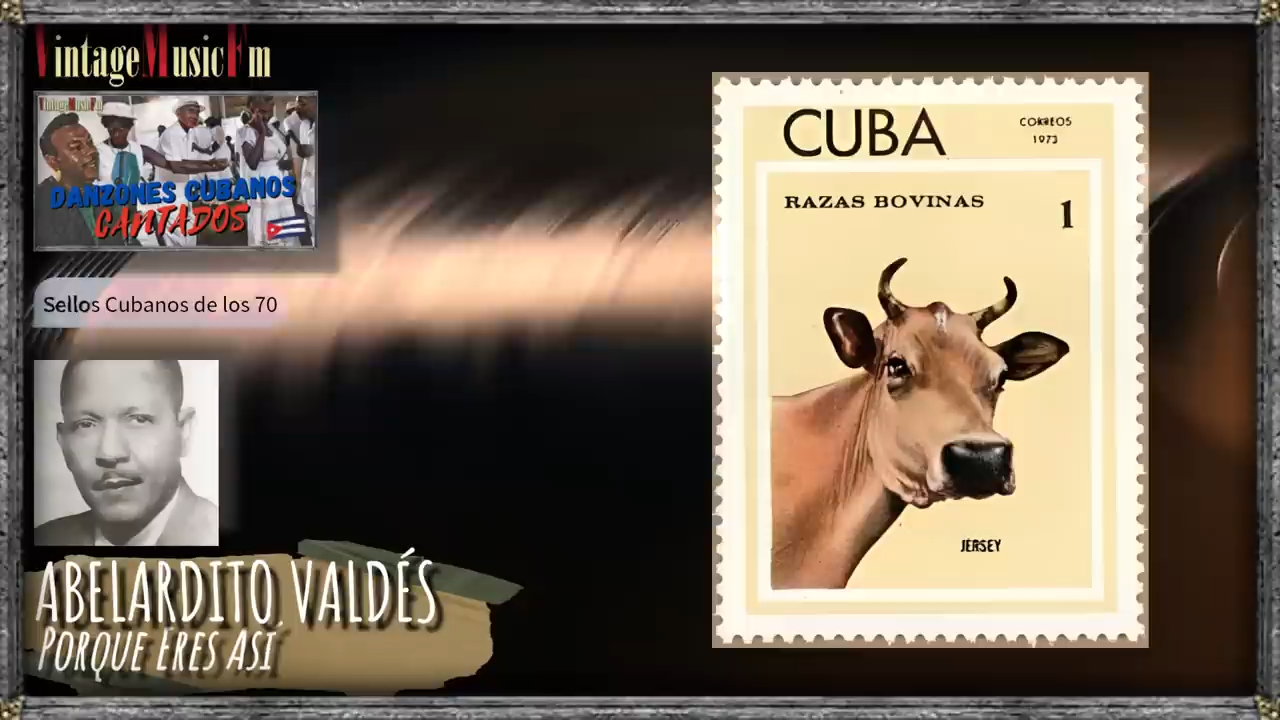 VintageMusicFm
VintageMusicFm
DANZONES CUBANOS
CANTADOS
Sellos Cubanos de los 70
ABELARDITO VALDÉS
PORQUE ERES ASÍ
CUBA
CORREOS
1973
RAZAS BOVINAS
1
JERSEY